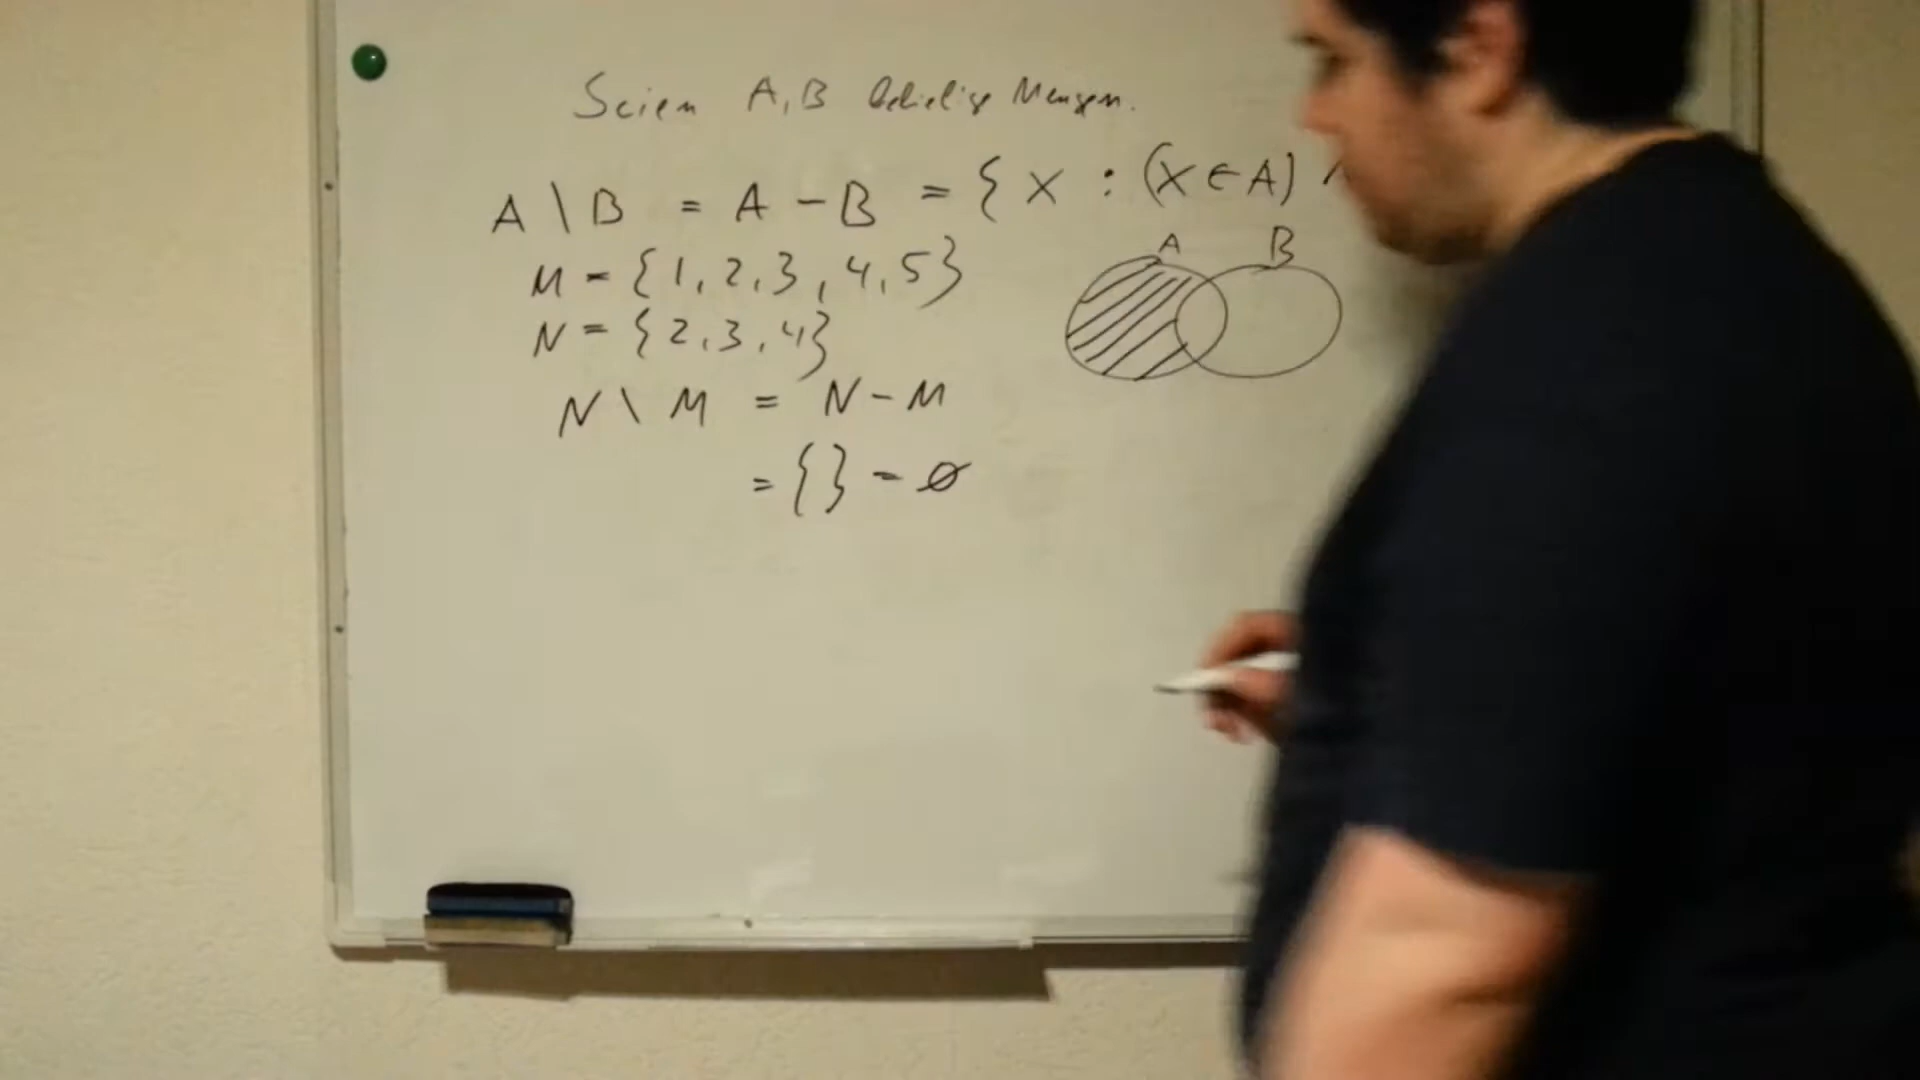 Seien A, B beliebige Mengen.
A \ B = A - B = { X : (X ∈ A) ∧
A B
M = {1, 2, 3, 4, 5}
N = {2, 3, 4}
N \ M = N - M
= {} = ∅